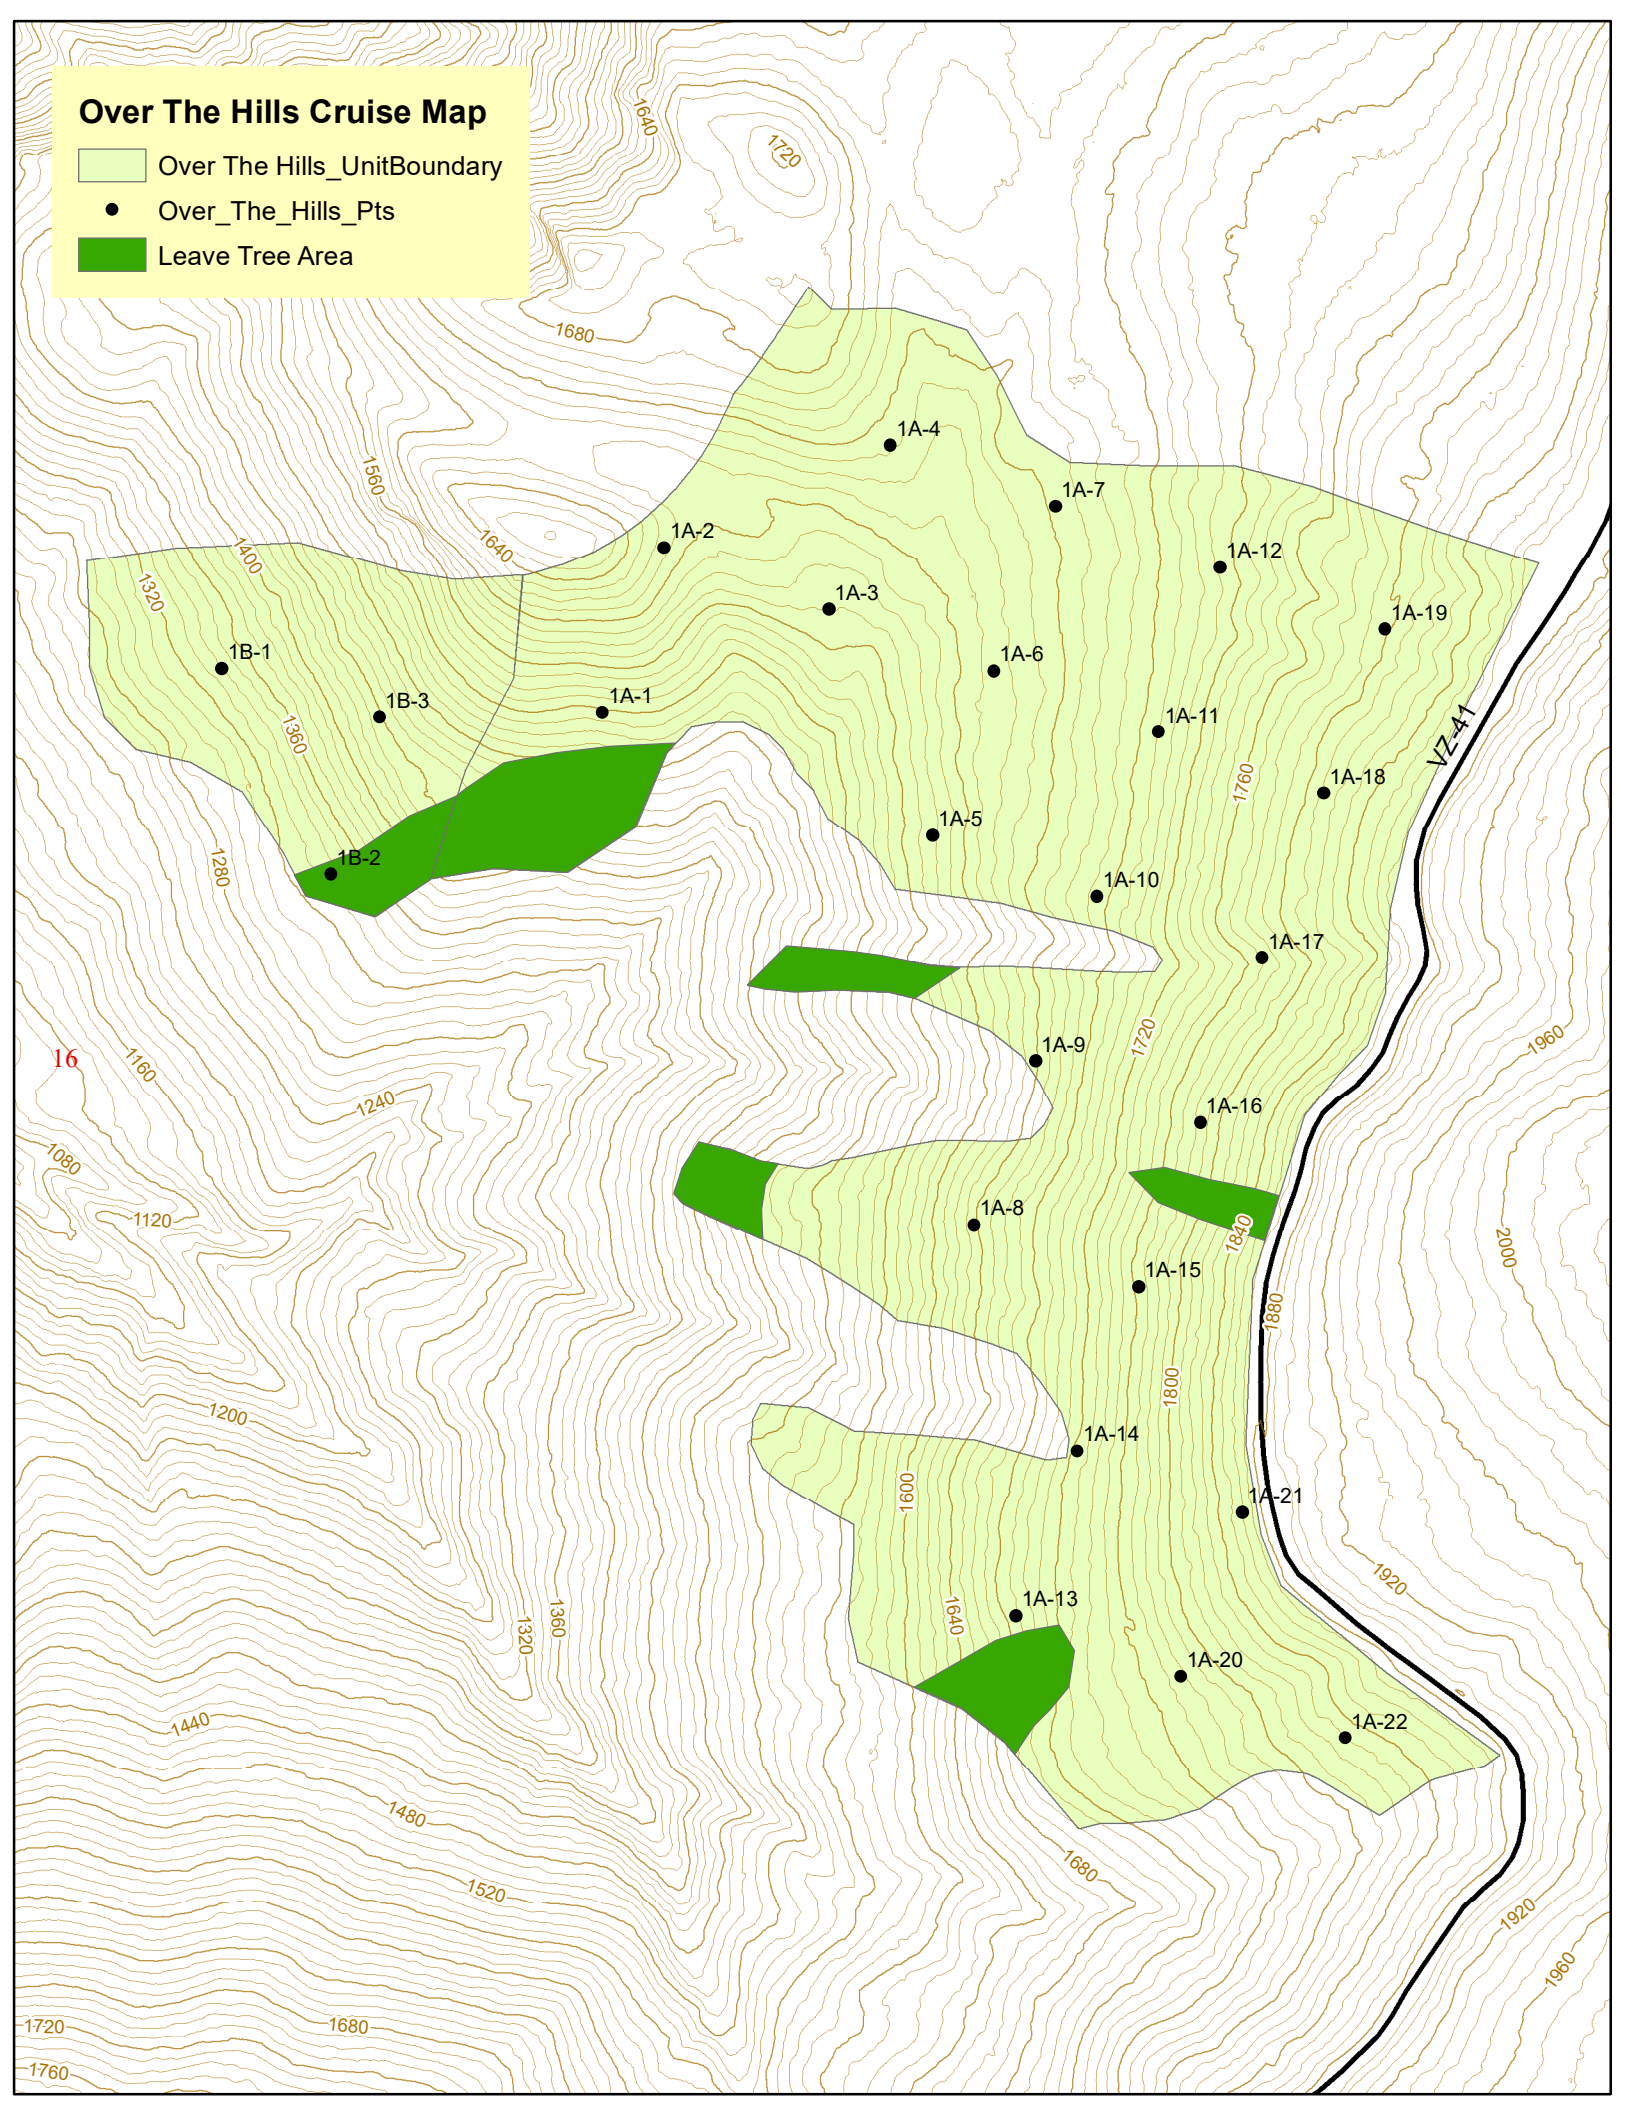 1640
1720
Over The Hills Cruise Map
Over The Hills_UnitBoundary
Over_The_Hills_Pts
Leave Tree Area
1680
1A-4
1560
1A-7
1640
1A-2
1A-12
1400
1320
1A-3
1A-19
1B-1
1A-6
1B-3
1A-1
1A-11
1360
VZ-41
1760
1A-18
1A-5
1B-2
1280
1A-10
1A-17
1720
1960
1A-9
16
1160
1240
1A-16
1080
1A-8
1120
1840
2000
1A-15
1880
1800
1200
1A-14
1600
1A-21
1920
1A-13
1640
1360
1320
1A-20
1A-22
1440
1480
1680
1520
1920
1960
1720
1680
1760